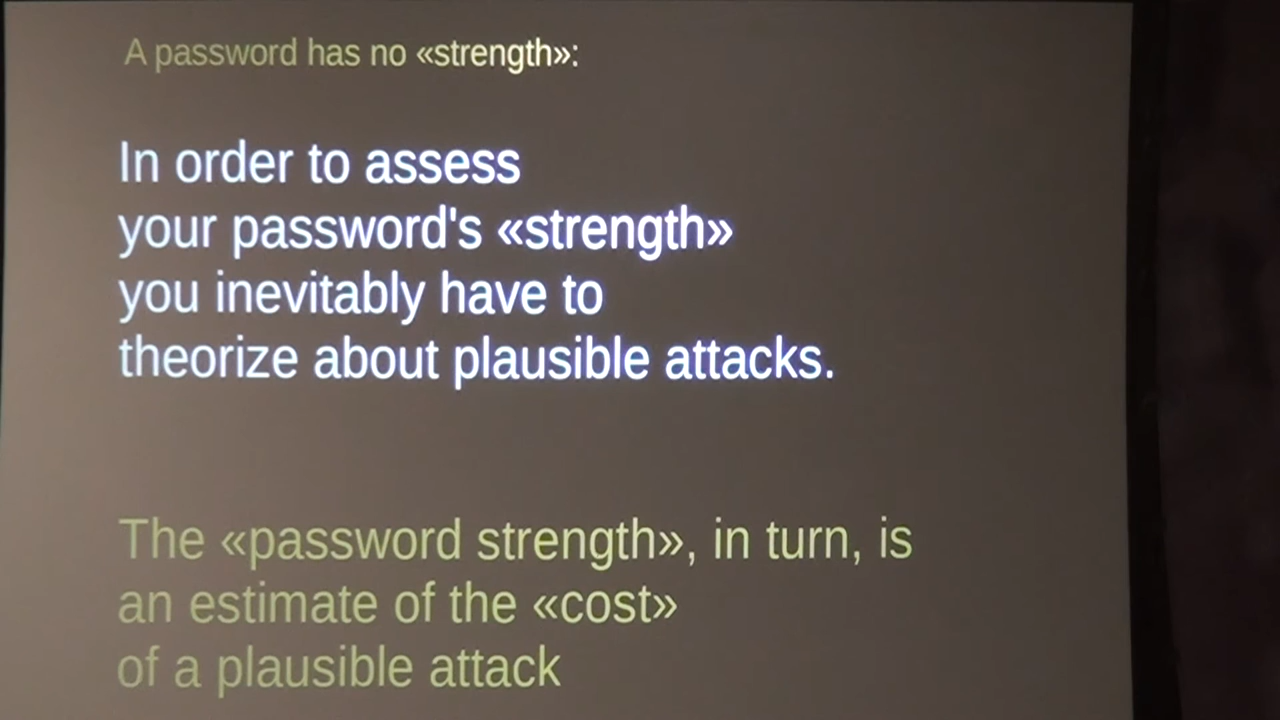 A password has no «strength»:
In order to assess
your password's «strength»
you inevitably have to
theorize about plausible attacks.
The «password strength», in turn, is
an estimate of the «cost»
of a plausible attack